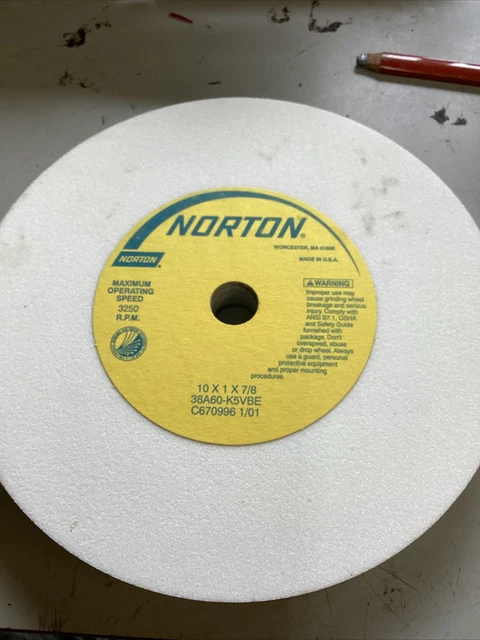 NORTON®
WORCESTER, MA 01606
MADE IN U.S.A.
NORTON
MAXIMUM
OPERATING
SPEED
3250
R.P.M.
⚠ WARNING
Improper use may
cause grinding wheel
breakage and serious
injury. Comply with
ANSI B7.1, OSHA
and Safety Guide
furnished with
package. Don't
overspeed, abuse
or drop wheel. Always
use a guard, personal
protective equipment
and proper mounting
procedures.
10 X 1 X 7/8
38A60-K5VBE
C670996 1/01